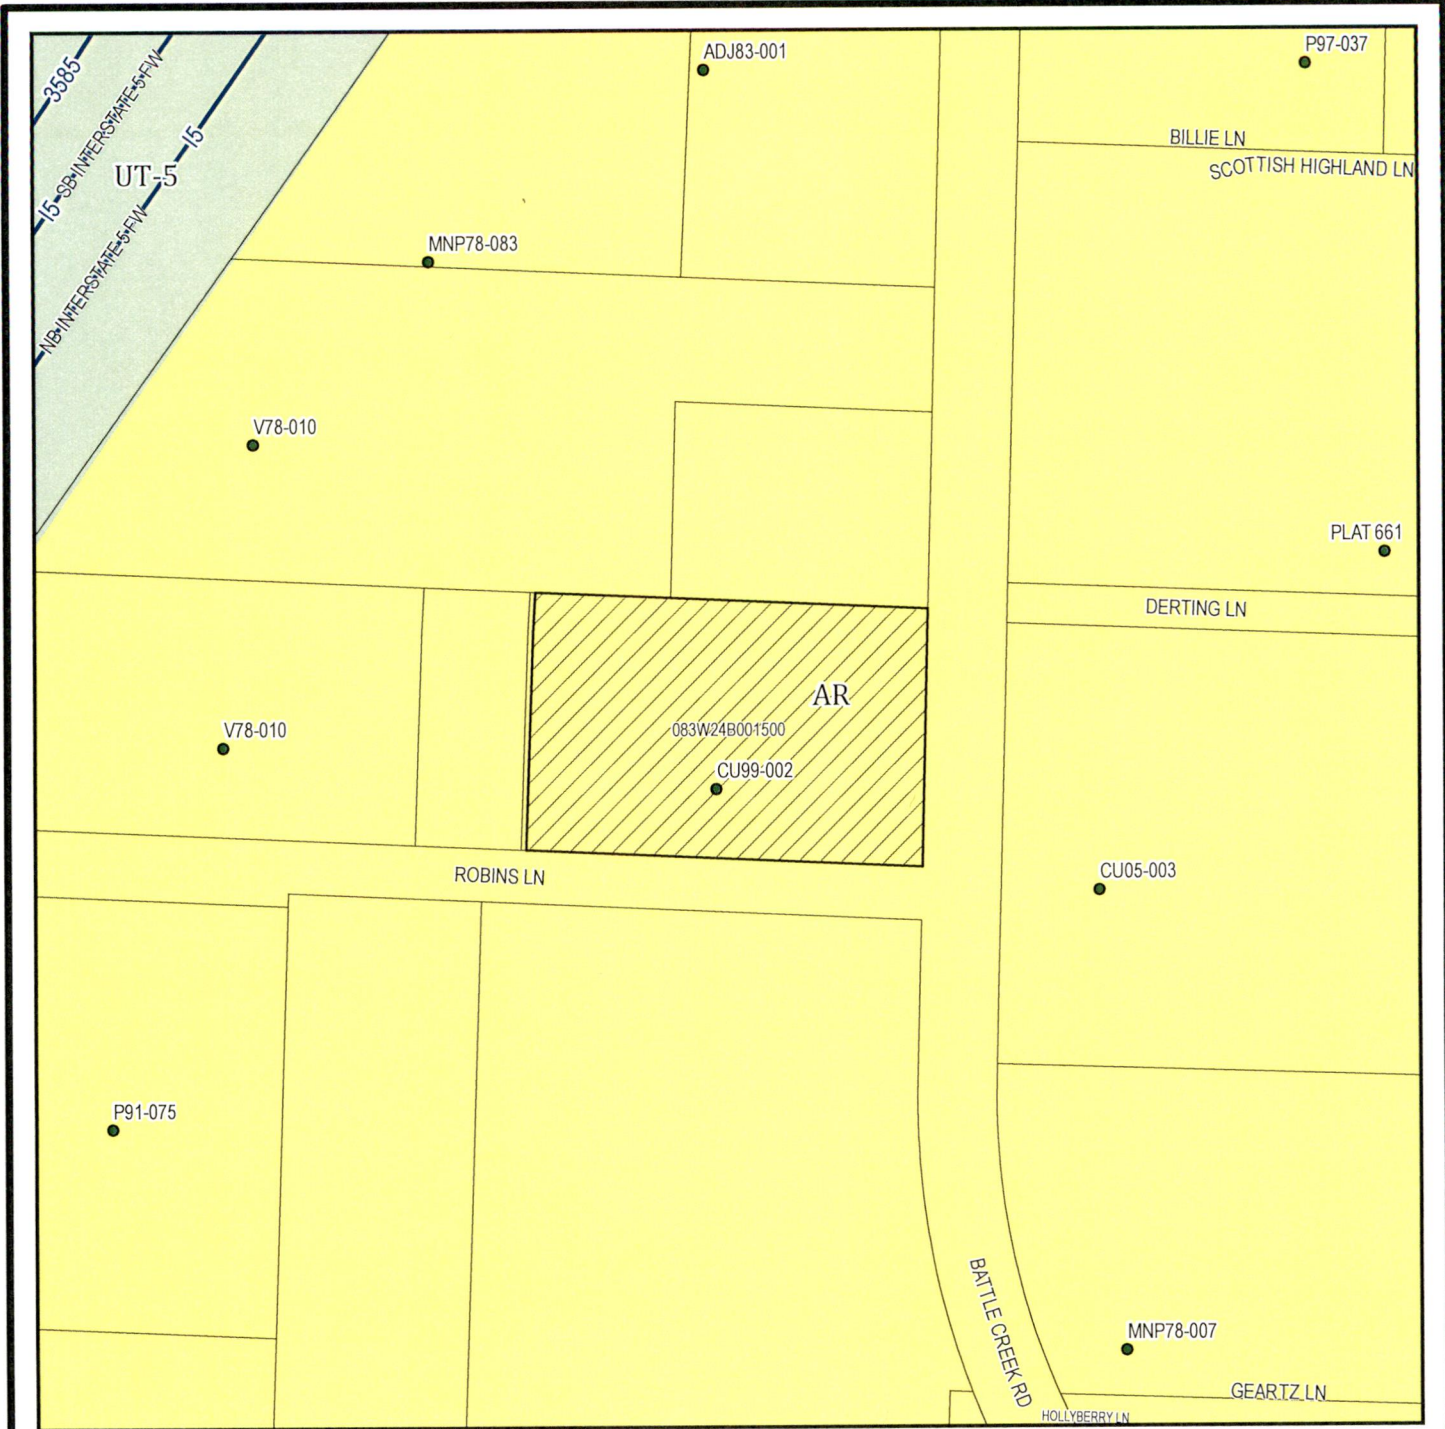 ADJ83-001
P97-037
3585
I5
SB INTERSTATE 5 FW
I5
NB INTERSTATE 5 FW
UT-5
BILLIE LN
SCOTTISH HIGHLAND LN
MNP78-083
V78-010
PLAT 661
DERTING LN
AR
083W24B001500
CU99-002
V78-010
ROBINS LN
CU05-003
P91-075
BATTLE CREEK RD
MNP78-007
GEARTZ LN
HOLLYBERRY LN